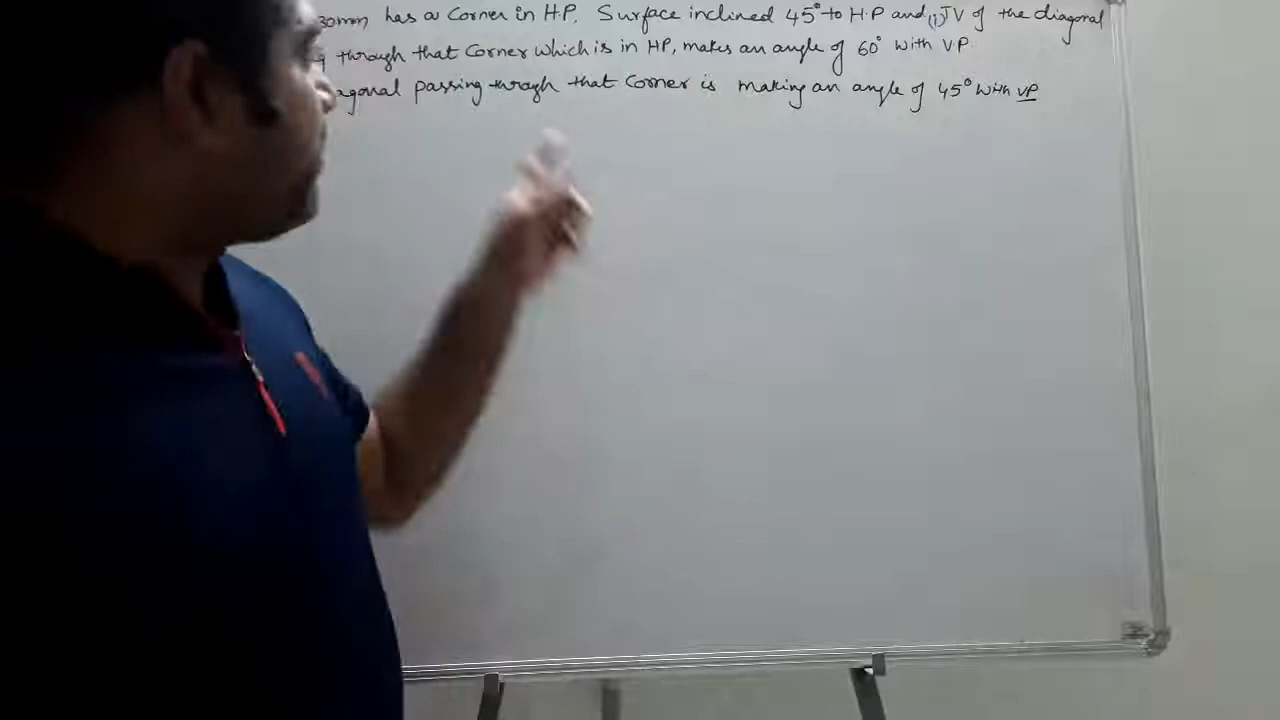 30mm has a Corner in H.P. Surface inclined 45° to H.P and (i) TV of the diagonal
through that Corner which is in HP, makes an angle of 60° with VP.
agonal passing through that Corner is making an angle of 45° with VP